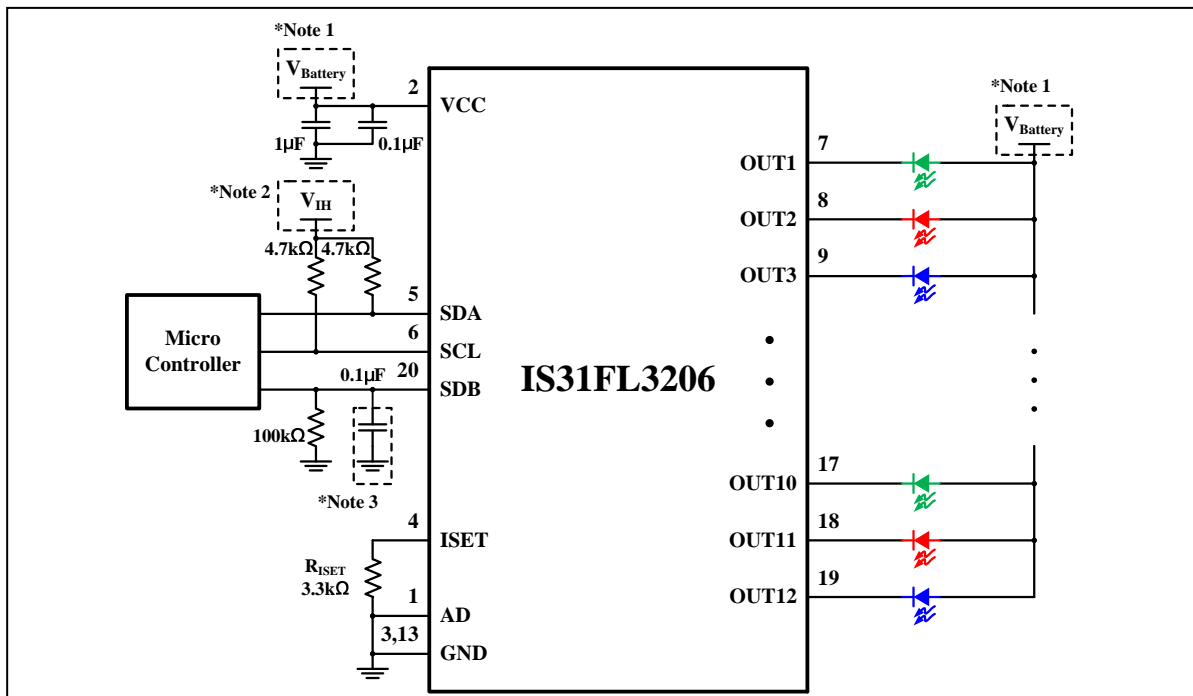 *Note 1
VBattery
2
VCC
1µF
0.1µF
*Note 2
VIH
4.7kΩ
4.7kΩ
Micro
Controller
5
SDA
6
SCL
0.1µF
20
SDB
100kΩ
*Note 3
4
ISET
RISET
3.3kΩ
1
AD
3,13
GND
IS31FL3206
*Note 1
VBattery
7
OUT1
8
OUT2
9
OUT3
17
OUT10
18
OUT11
19
OUT12